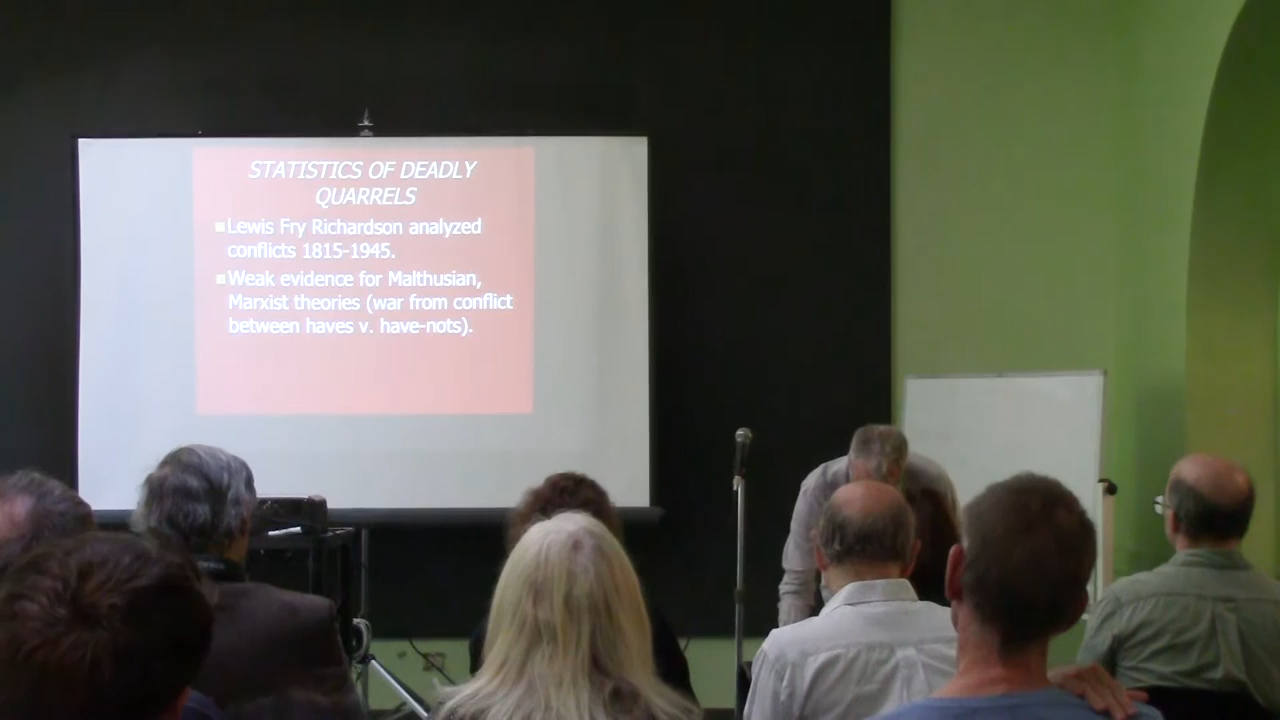 STATISTICS OF DEADLY
QUARRELS
Lewis Fry Richardson analyzed
conflicts 1815-1945.
Weak evidence for Malthusian,
Marxist theories (war from conflict
between haves v. have-nots).